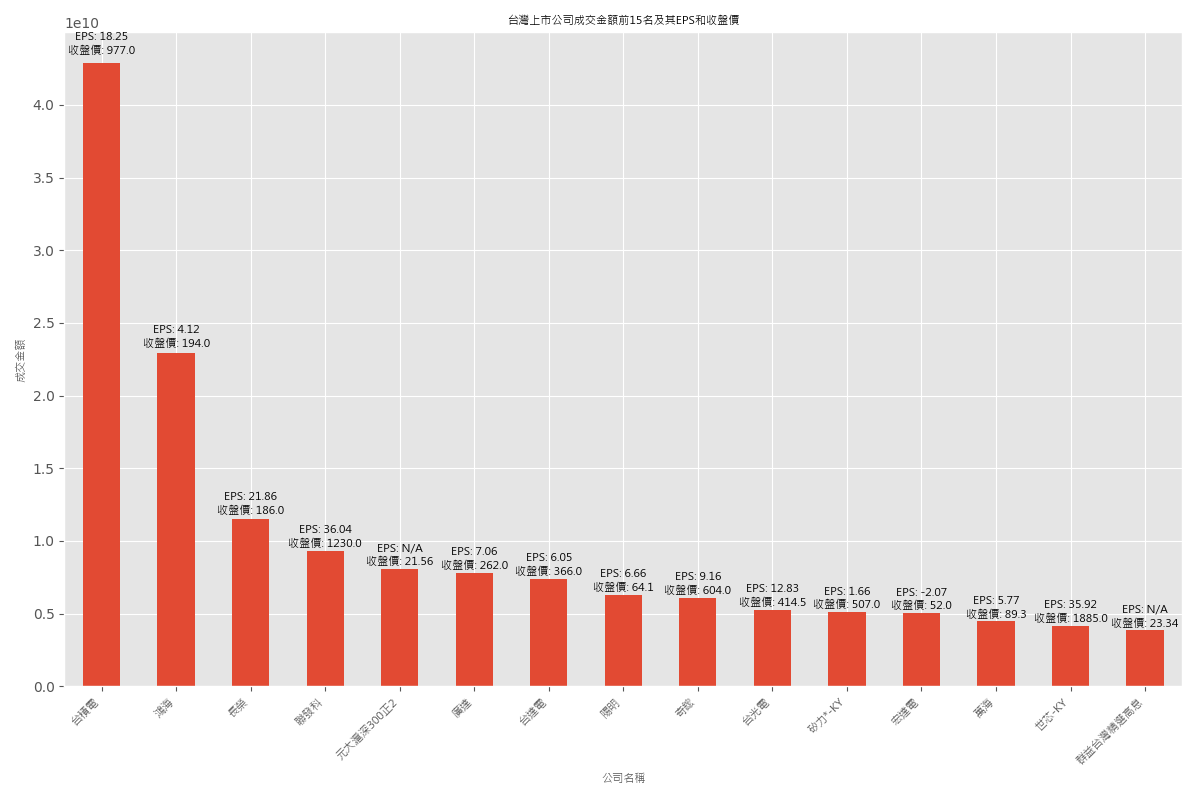 台灣上市公司成交金額前15名及其EPS和收盤價
1e10
4.0
3.5
3.0
2.5
2.0
1.5
1.0
0.5
0.0
成交金額
EPS: 18.25
收盤價: 977.0
EPS: 4.12
收盤價: 194.0
EPS: 21.86
收盤價: 186.0
EPS: 36.04
收盤價: 1230.0
EPS: N/A
收盤價: 21.56
EPS: 7.06
收盤價: 262.0
EPS: 6.05
收盤價: 366.0
EPS: 6.66
收盤價: 64.1
EPS: 9.16
收盤價: 604.0
EPS: 12.83
收盤價: 414.5
EPS: 1.66
收盤價: 507.0
EPS: -2.07
收盤價: 52.0
EPS: 5.77
收盤價: 89.3
EPS: 35.92
收盤價: 1885.0
EPS: N/A
收盤價: 23.34
台積電
鴻海
長榮
聯發科
元大滬深300正2
廣達
台達電
陽明
奇鋐
台光電
矽力*-KY
宏達電
萬海
世芯-KY
群益台灣精選高息
公司名稱